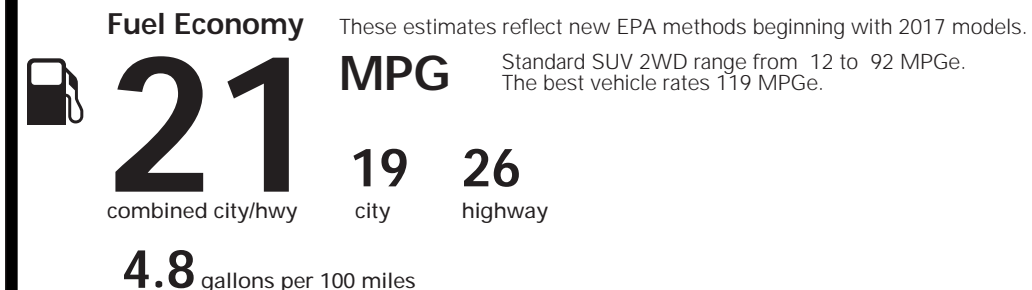 Fuel Economy These estimates reflect new EPA methods beginning with 2017 models.
21 MPG Standard SUV 2WD range from 12 to 92 MPGe.
The best vehicle rates 119 MPGe.
19 26
combined city/hwy city highway
4.8 gallons per 100 miles